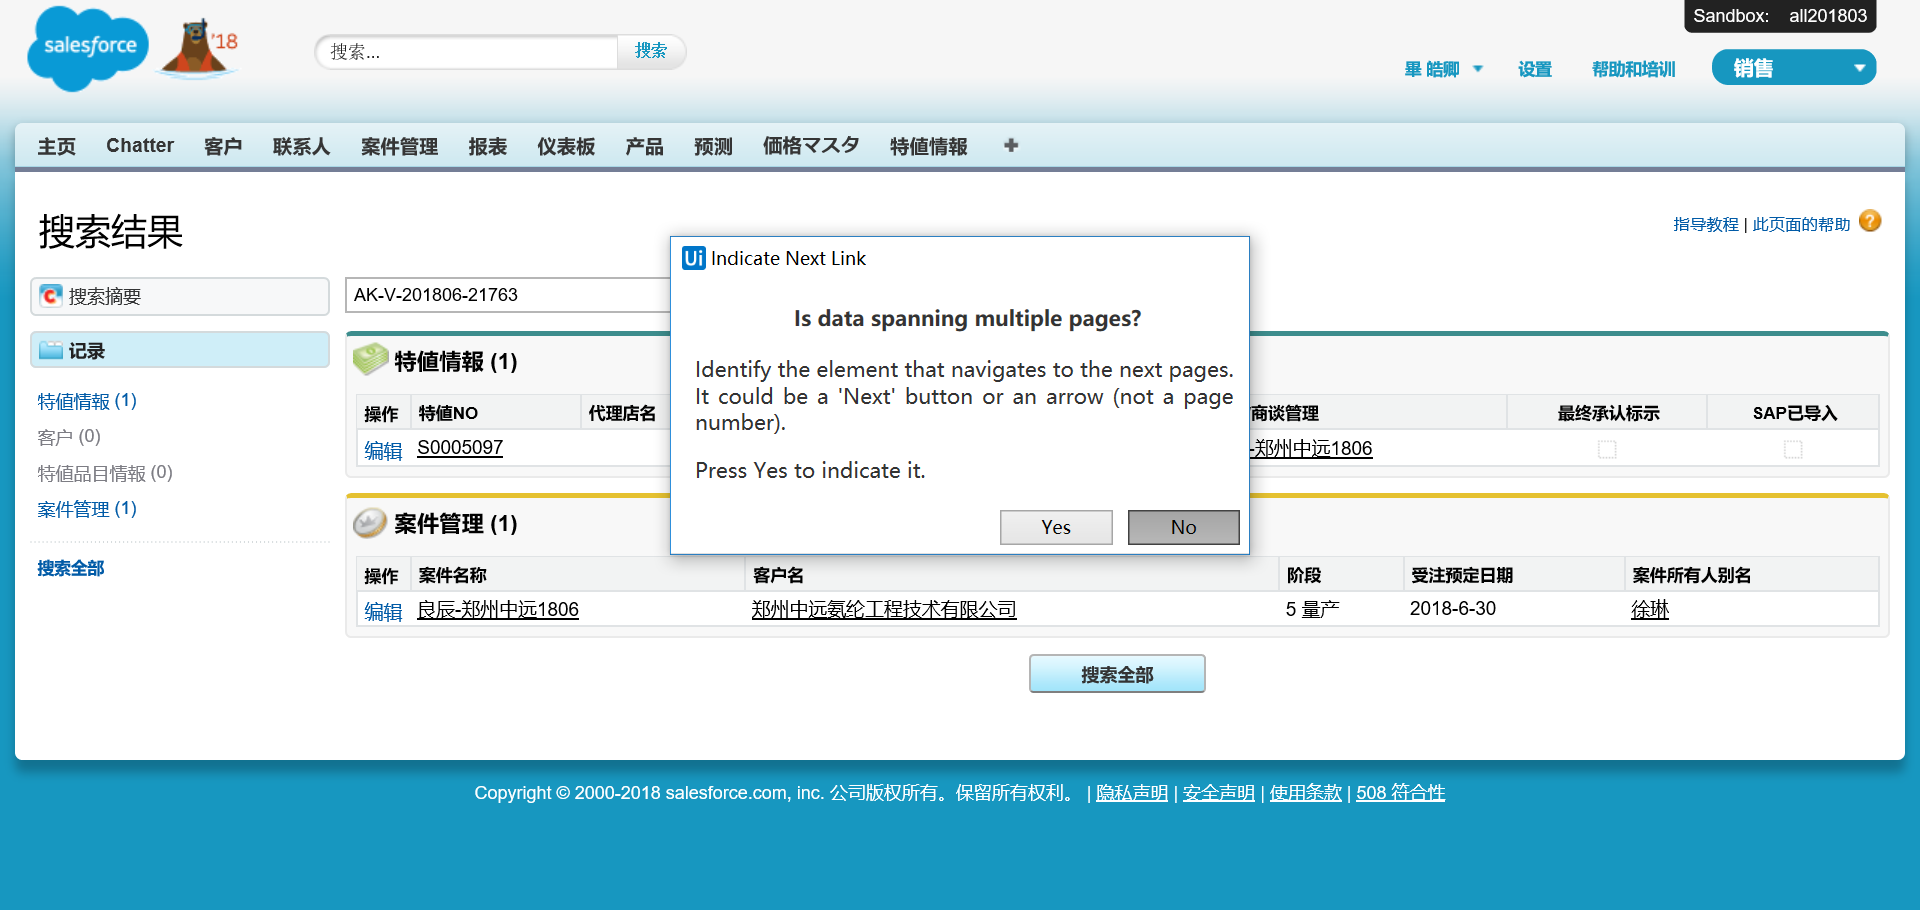 Sandbox: all201803
salesforce
'18
搜索... 搜索
畢 皓卿 设置 帮助和培训 销售
主页 Chatter 客户 联系人 案件管理 报表 仪表板 产品 预测 価格マスタ 特値情報 +
搜索结果
指导教程 | 此页面的帮助 ?
搜索摘要
AK-V-201806-21763
记录
特値情報 (1)
客户 (0)
特値品目情報 (0)
案件管理 (1)
搜索全部
特値情報 (1)
操作 特値NO 代理店名 商谈管理 最终承认标示 SAP已导入
编辑 S0005097 -郑州中远1806
Ui Indicate Next Link
Is data spanning multiple pages?
Identify the element that navigates to the next pages.
It could be a 'Next' button or an arrow (not a page
number).
Press Yes to indicate it.
Yes No
案件管理 (1)
操作 案件名称 客户名 阶段 受注预定日期 案件所有人别名
编辑 良辰-郑州中远1806 郑州中远氨纶工程技术有限公司 5 量产 2018-6-30 徐琳
搜索全部
Copyright © 2000-2018 salesforce.com, inc. 公司版权所有。保留所有权利。 | 隐私声明 | 安全声明 | 使用条款 | 508 符合性